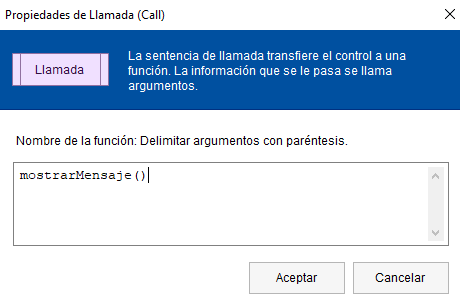 Propiedades de Llamada (Call)
Llamada
La sentencia de llamada transfiere el control a una
función. La información que se le pasa se llama
argumentos.
Nombre de la función: Delimitar argumentos con paréntesis.
mostrarMensaje()
Aceptar
Cancelar